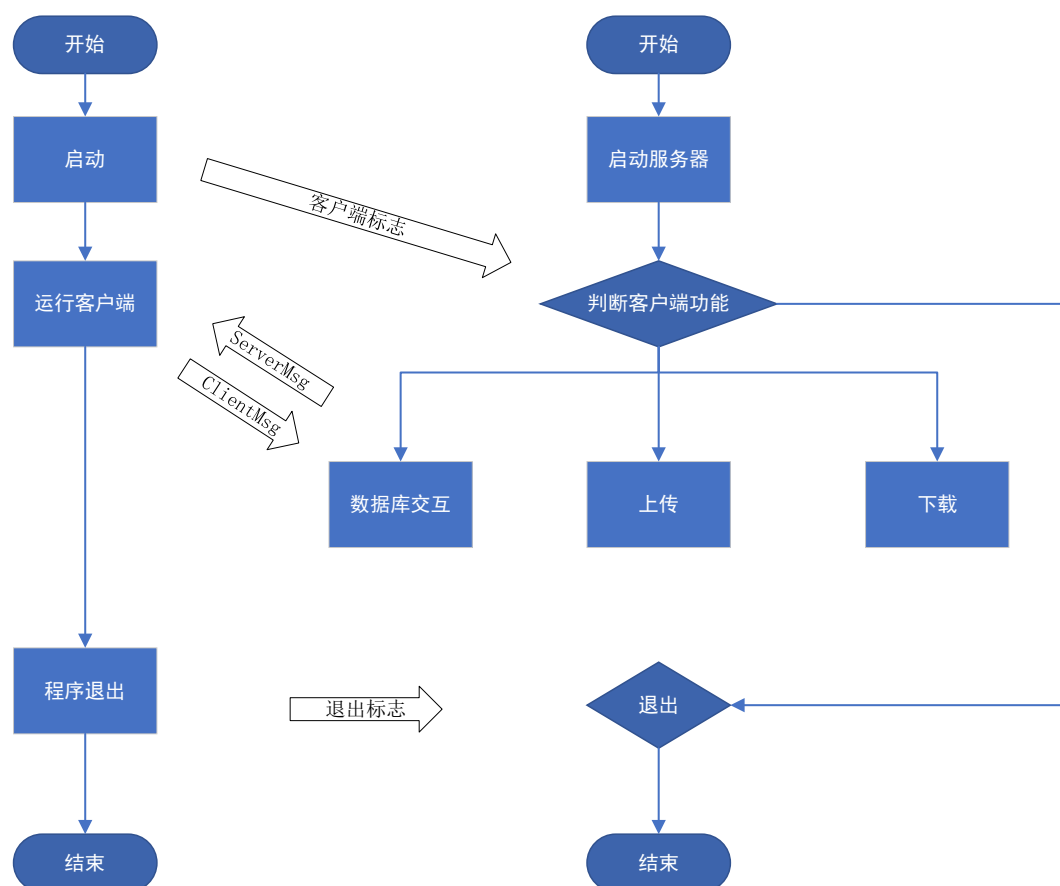 开始
开始
启动
启动服务器
客户端标志
运行客户端
判断客户端功能
ServerMsg
ClientMsg
数据库交互
上传
下载
程序退出
退出标志
退出
结束
结束